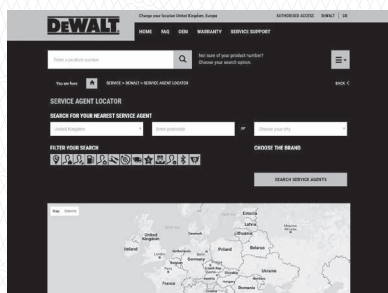 DEWALT
Change your location United Kingdom, Europe
AUTHORISED ACCESS DeWALT GB
HOME FAQ OEM WARRANTY SERVICE SUPPORT
Enter a product number
Not sure of your product number?
Choose your search option.
You are here
SERVICE > DEWALT > SERVICE AGENT LOCATOR
BACK <
SERVICE AGENT LOCATOR
SEARCH FOR YOUR NEAREST SERVICE AGENT
United Kingdom
Enter postcode
or
Choose your city
FILTER YOUR SEARCH
CHOOSE THE BRAND
SEARCH SERVICE AGENTS
Map
Estonia
Latvia
Lithuania
Denmark
United Kingdom
Ireland
London
Poland
Belarus
Germany
Paris
France
Ukraine
Romania